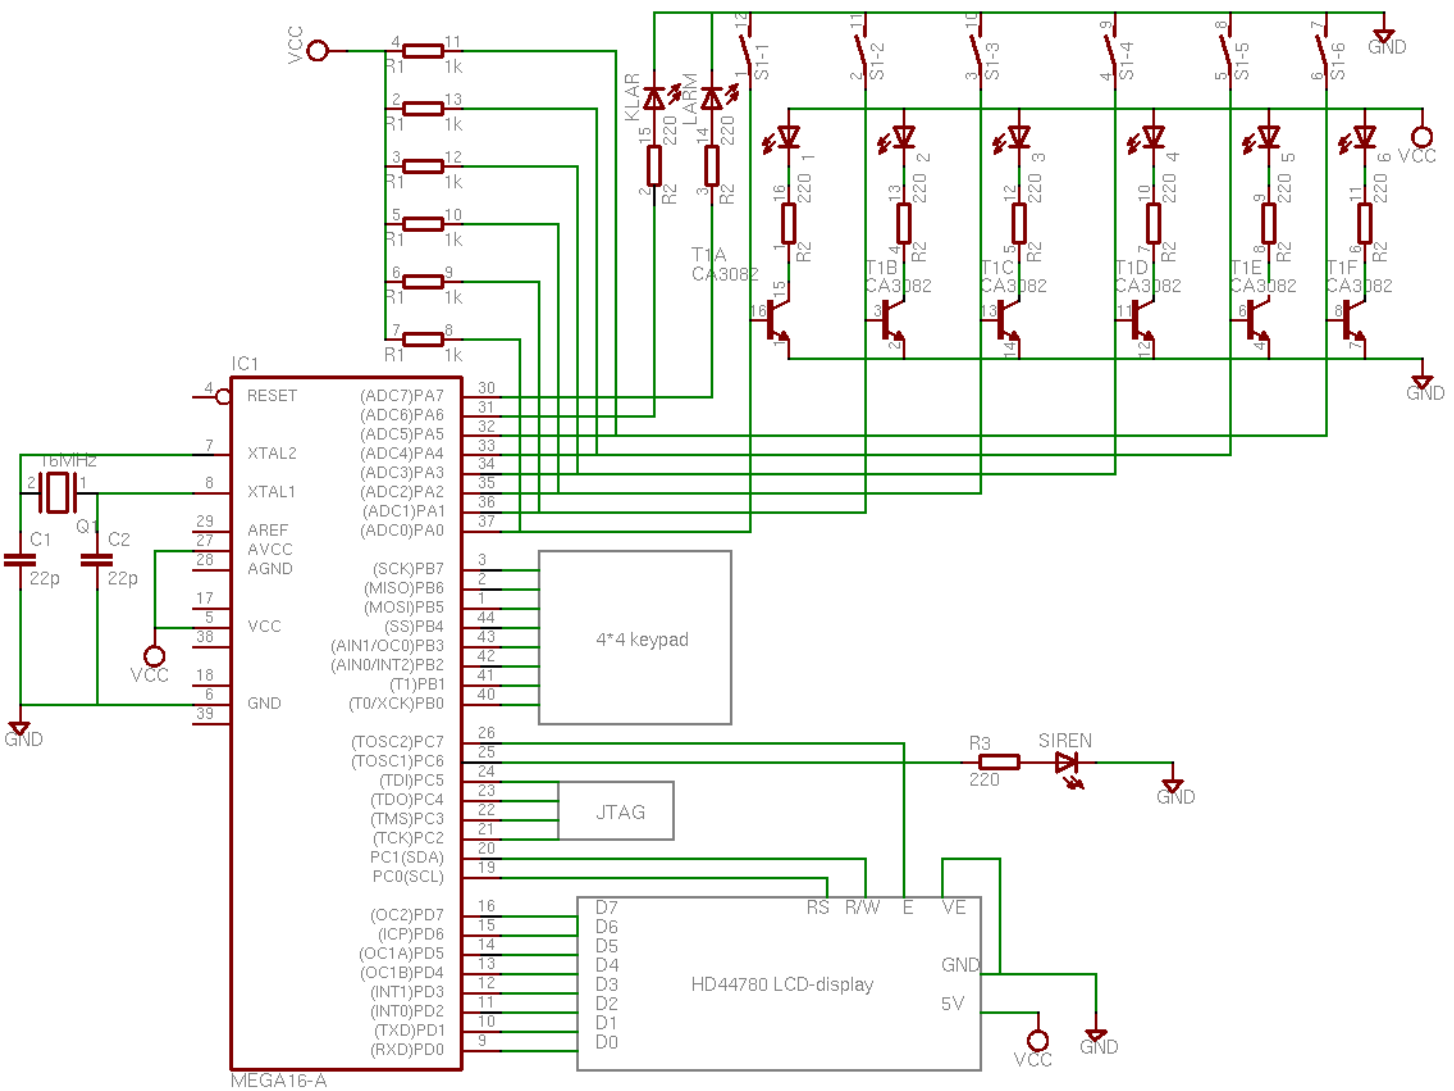 VCC
4 11
R1 1k
2 13
R1 1k
3 12
R1 1k
5 10
R1 1k
6 9
R1 1k
7 8
R1 1k
KLAR
15 220
2 R2
LARM
14 220
3 R2
12
1 S1-1
11
2 S1-2
10
3 S1-3
9
4 S1-4
8
5 S1-5
7
6 S1-6
GND
VCC
1
16 220
1 R2
2
13 220
4 R2
3
12 220
5 R2
4
10 220
7 R2
5
9 220
8 R2
6
11 220
6 R2
T1A
CA3082
16 15 1
T1B
CA3082
3 2
T1C
CA3082
13 14
T1D
CA3082
11 12
T1E
CA3082
6 4
T1F
CA3082
8 7
GND
IC1
4 RESET
7 XTAL2
8 XTAL1
29 AREF
27 AVCC
28 AGND
17
5 VCC
38
18
6 GND
39
16MHz
2 1
Q1
C1
22p
C2
22p
VCC
GND
(ADC7)PA7 30
(ADC6)PA6 31
(ADC5)PA5 32
(ADC4)PA4 33
(ADC3)PA3 34
(ADC2)PA2 35
(ADC1)PA1 36
(ADC0)PA0 37
(SCK)PB7 3
(MISO)PB6 2
(MOSI)PB5 1
(SS)PB4 44
(AIN1/OC0)PB3 43
(AIN0/INT2)PB2 42
(T1)PB1 41
(T0/XCK)PB0 40
4*4 keypad
(TOSC2)PC7 26
(TOSC1)PC6 25
(TDI)PC5 24
(TDO)PC4 23
(TMS)PC3 22
(TCK)PC2 21
PC1(SDA) 20
PC0(SCL) 19
R3
220
SIREN
GND
JTAG
(OC2)PD7 16
(ICP)PD6 15
(OC1A)PD5 14
(OC1B)PD4 13
(INT1)PD3 12
(INT0)PD2 11
(TXD)PD1 10
(RXD)PD0 9
RS R/W E VE
D7
D6
D5
D4
D3
D2
D1
D0
HD44780 LCD-display
GND
5V
VCC
GND
MEGA16-A